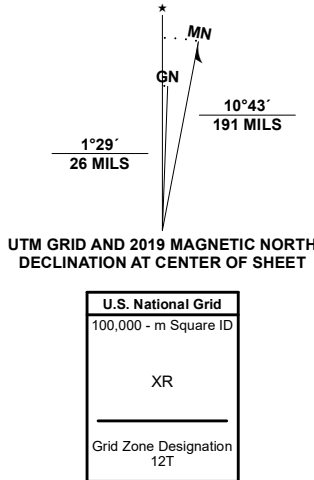 MN
GN
10°43´
191 MILS
1°29´
26 MILS
UTM GRID AND 2019 MAGNETIC NORTH
DECLINATION AT CENTER OF SHEET
U.S. National Grid
100,000 - m Square ID
XR
Grid Zone Designation
12T